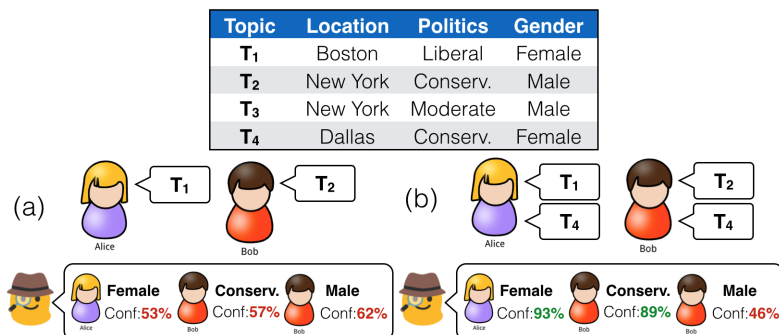 Topic Location Politics Gender
T1 Boston Liberal Female
T2 New York Conserv. Male
T3 New York Moderate Male
T4 Dallas Conserv. Female
(a) T1 T2
Alice Bob
(b) T1 T2
T4 T4
Alice Bob
Female Conserv. Male
Conf:53% Conf:57% Conf:62%
Alice Bob Bob
Female Conserv. Male
Conf:93% Conf:89% Conf:46%
Alice Bob Bob